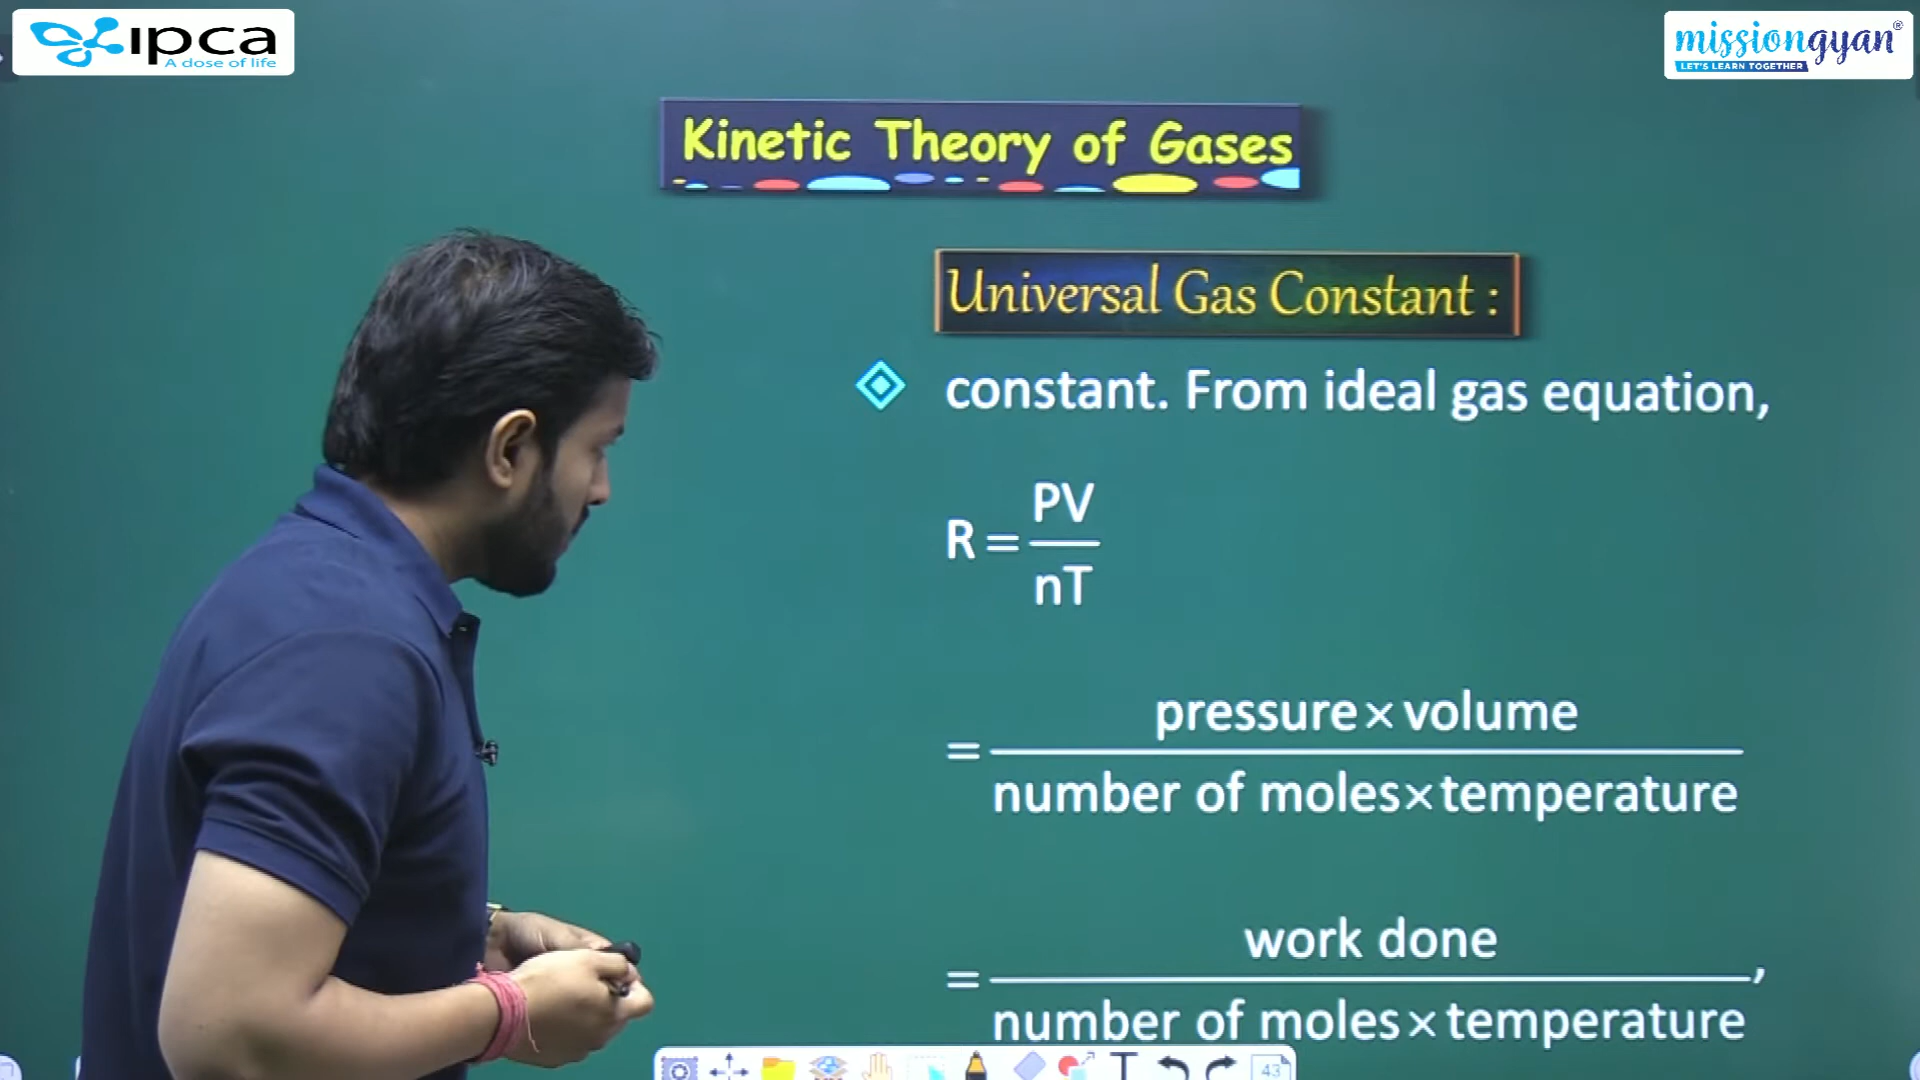 ipca
A dose of life
missiongyan®
LET'S LEARN TOGETHER
Kinetic Theory of Gases
Universal Gas Constant :
constant. From ideal gas equation,
R = PV / nT
= pressure × volume / number of moles × temperature
= work done / number of moles × temperature ,
T
43